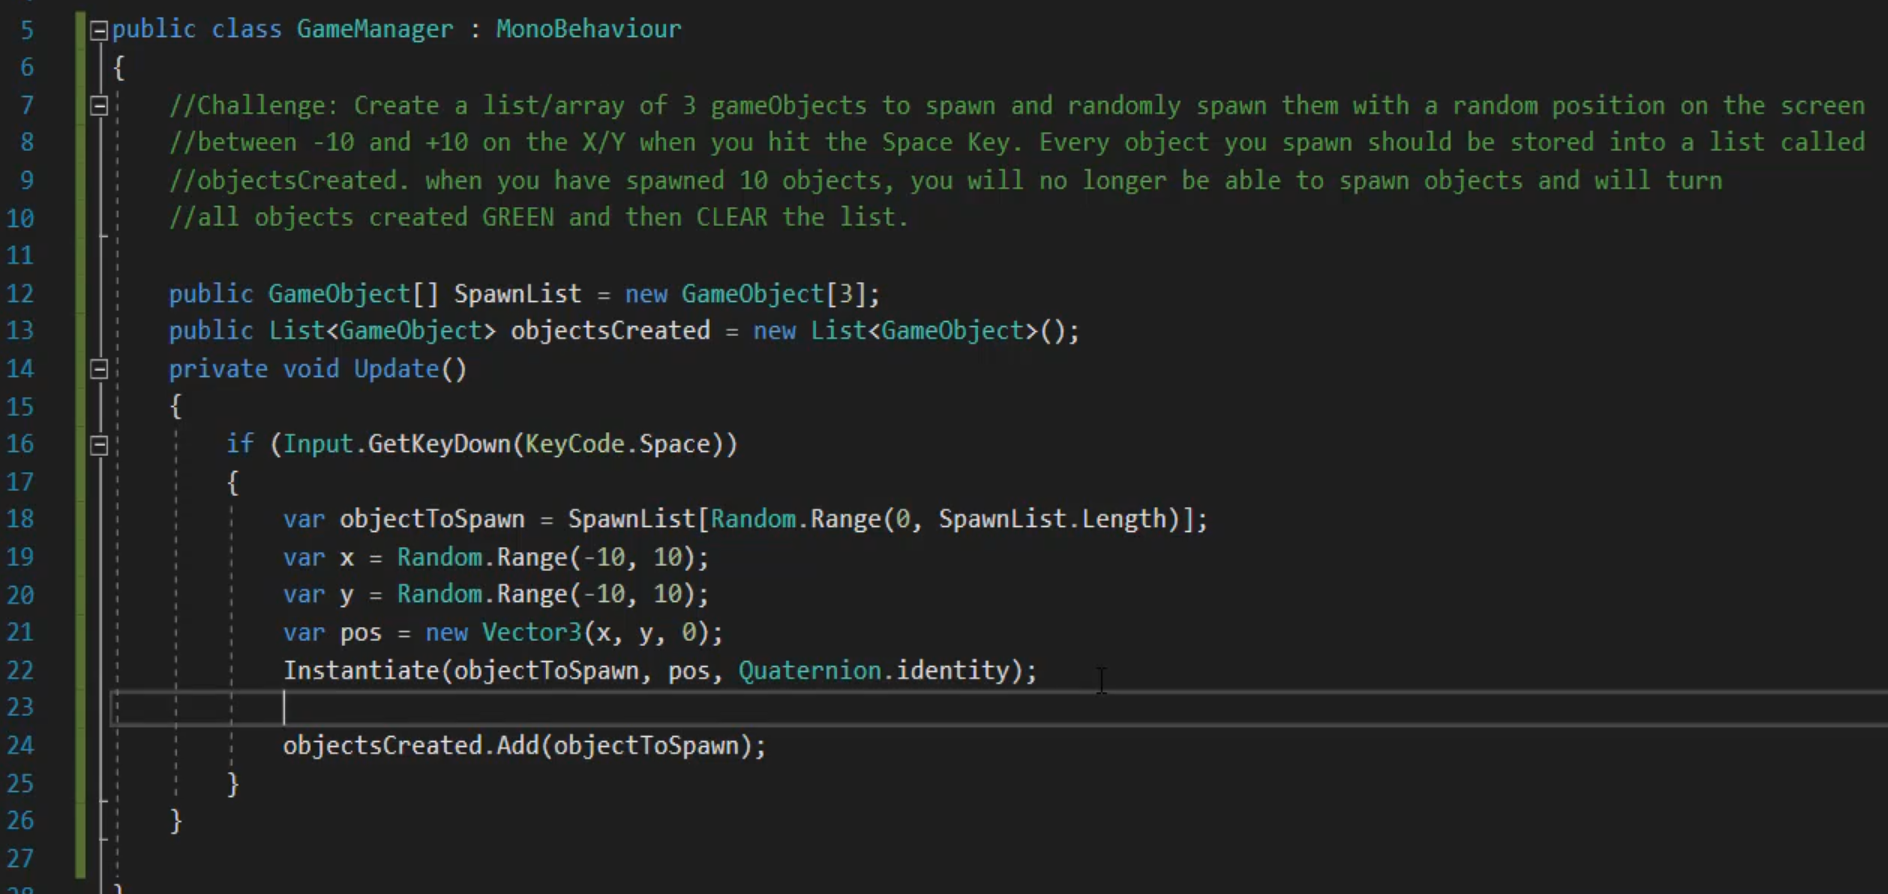 5 public class GameManager : MonoBehaviour
6 {
7 //Challenge: Create a list/array of 3 gameObjects to spawn and randomly spawn them with a random position on the screen
8 //between -10 and +10 on the X/Y when you hit the Space Key. Every object you spawn should be stored into a list called
9 //objectsCreated. when you have spawned 10 objects, you will no longer be able to spawn objects and will turn
10 //all objects created GREEN and then CLEAR the list.
11
12 public GameObject[] SpawnList = new GameObject[3];
13 public List<GameObject> objectsCreated = new List<GameObject>();
14 private void Update()
15 {
16 if (Input.GetKeyDown(KeyCode.Space))
17 {
18 var objectToSpawn = SpawnList[Random.Range(0, SpawnList.Length)];
19 var x = Random.Range(-10, 10);
20 var y = Random.Range(-10, 10);
21 var pos = new Vector3(x, y, 0);
22 Instantiate(objectToSpawn, pos, Quaternion.identity);
23
24 objectsCreated.Add(objectToSpawn);
25 }
26 }
27
28 }